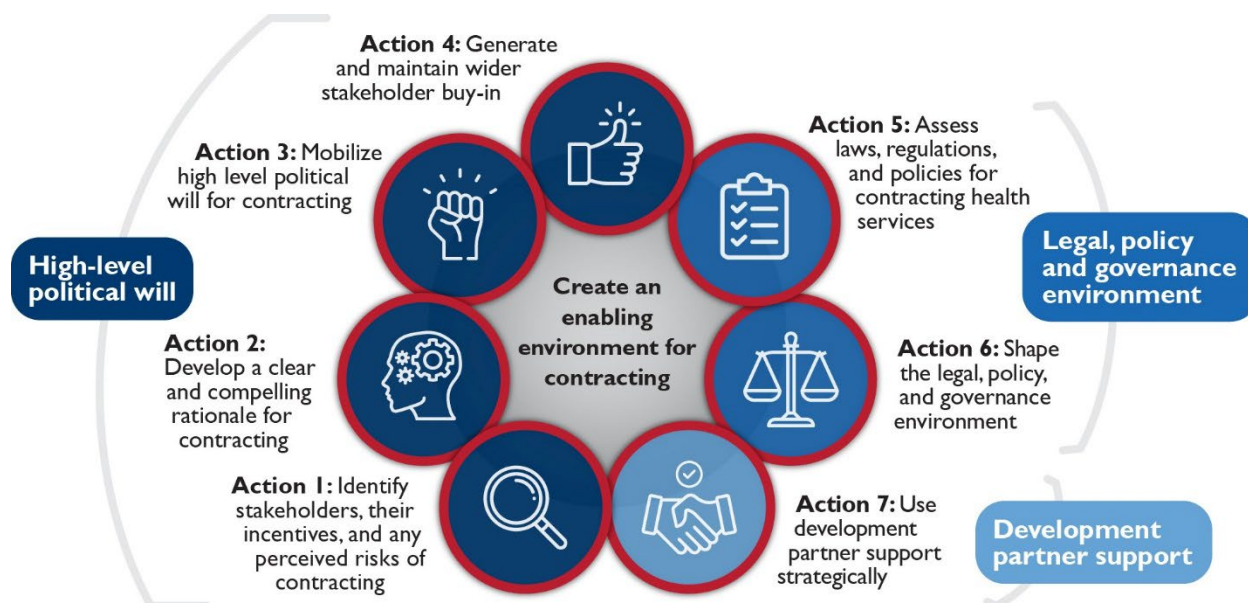 Action 4: Generate
and maintain wider
stakeholder buy-in
Action 3: Mobilize
high level political
will for contracting
High-level
political will
Action 2:
Develop a clear
and compelling
rationale for
contracting
Action 1: Identify
stakeholders, their
incentives, and any
perceived risks of
contracting
Create an
enabling
environment for
contracting
Action 5: Assess
laws, regulations,
and policies for
contracting health
services
Legal, policy
and governance
environment
Action 6: Shape
the legal, policy,
and governance
environment
Action 7: Use
development
partner support
strategically
Development
partner support